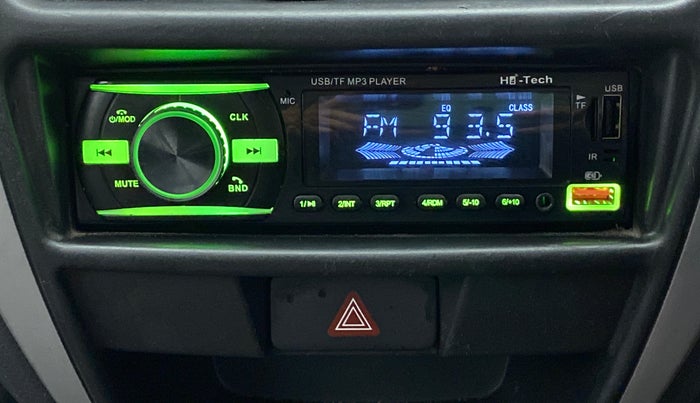 USB/TF MP3 PLAYER
Hi-Tech
MIC
USB
TF
EQ
CLASS
/MOD
CLK
FM 93.5
IR
MUTE
BND
1/
2/INT
3/RPT
4/RDM
5/-10
6/+10